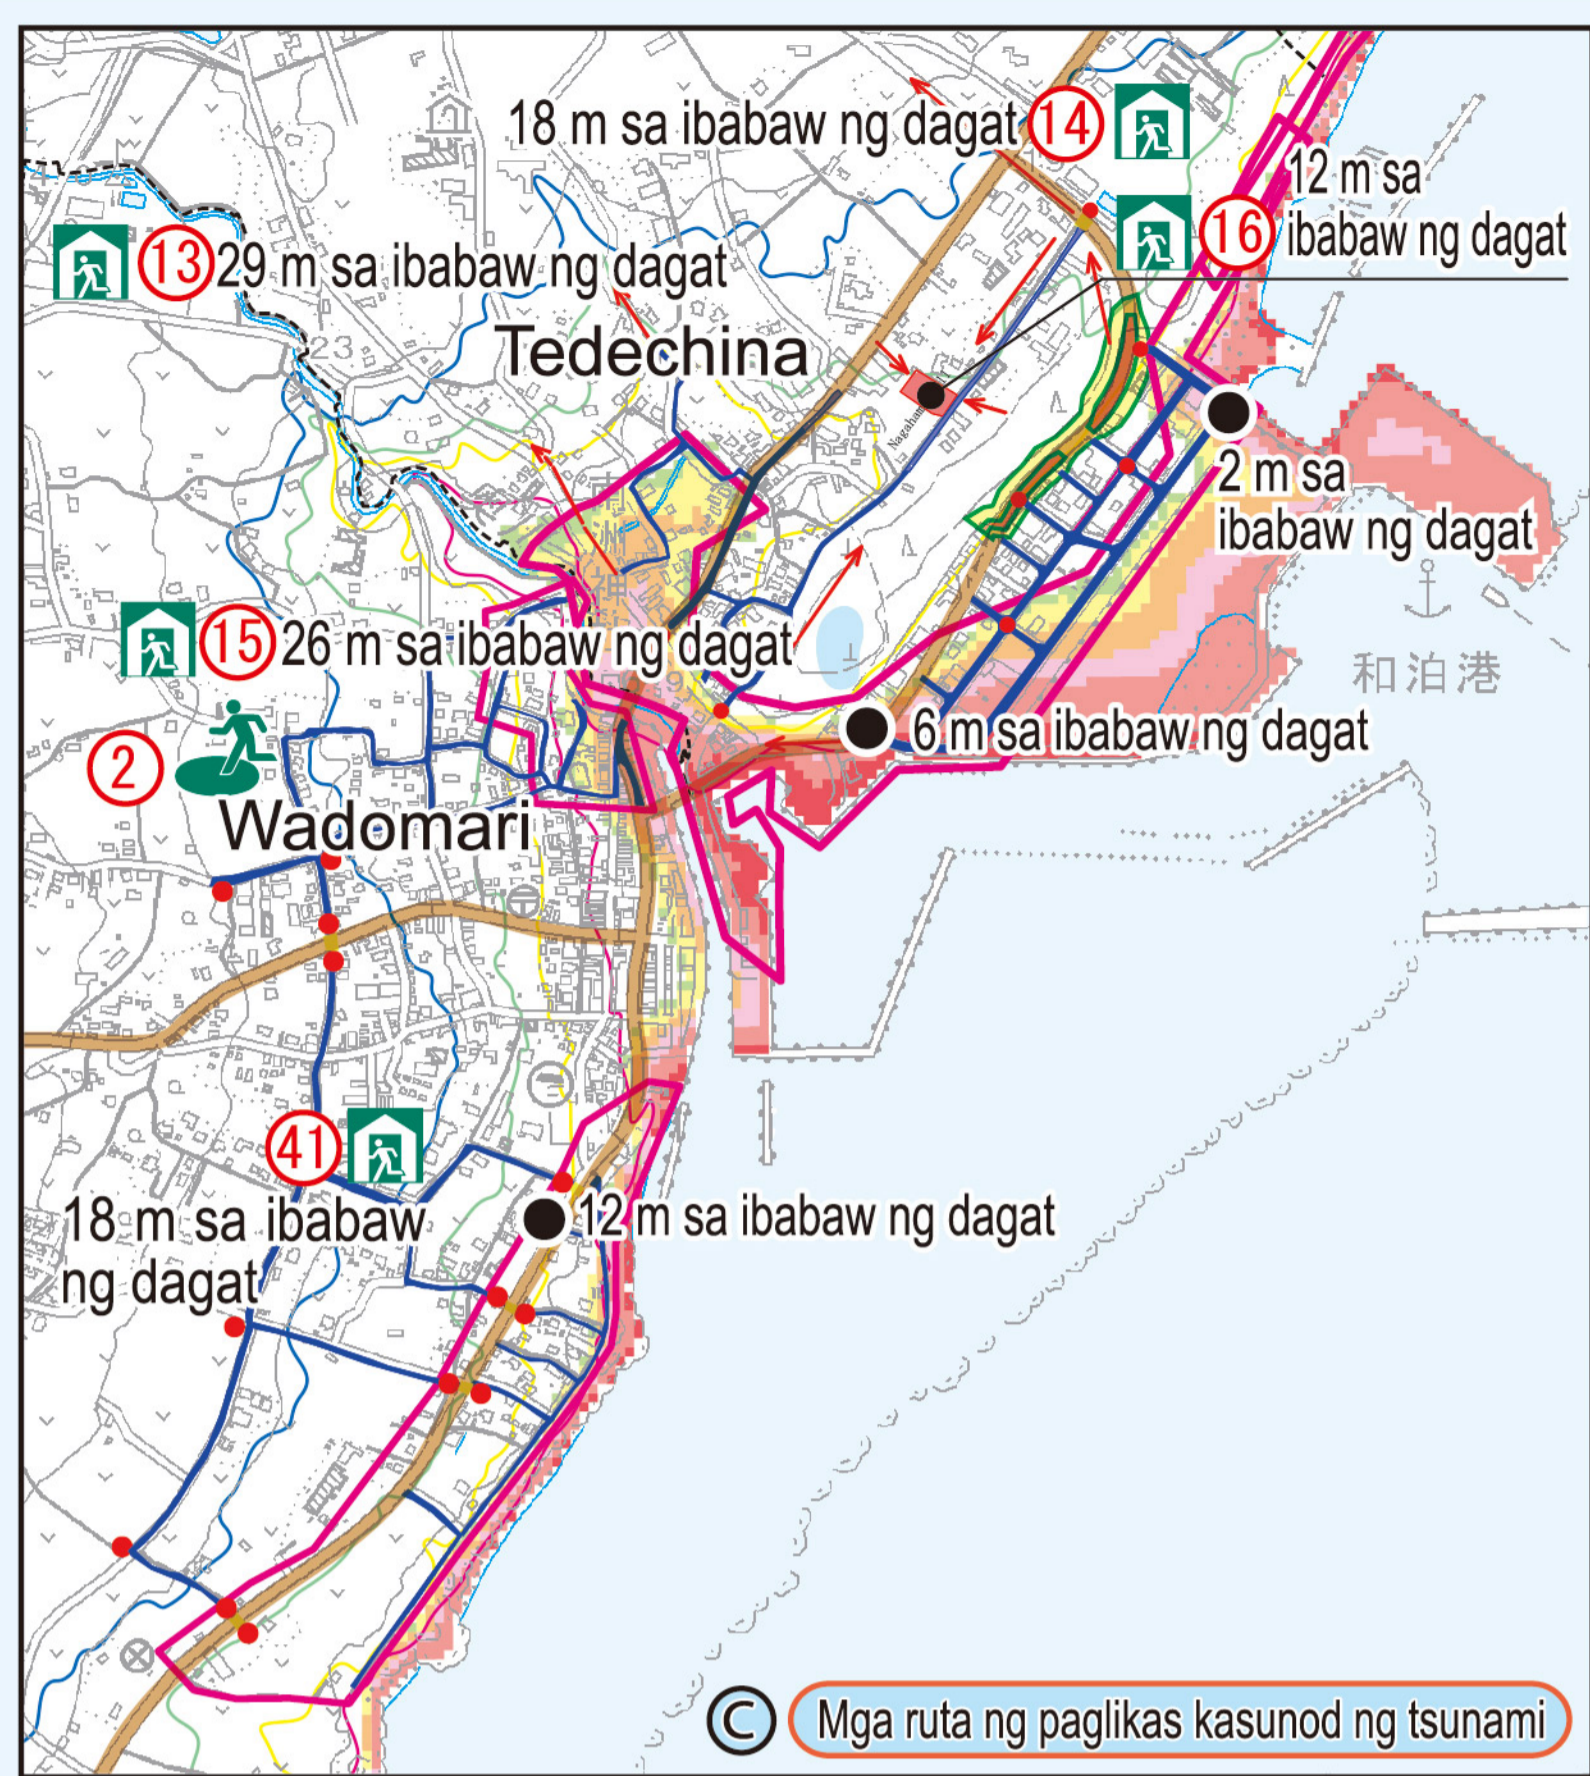 18 m sa ibabaw ng dagat 14
12 m sa
16 ibabaw ng dagat
13 29 m sa ibabaw ng dagat
23
Tedechina
Nagaham
2 m sa
ibabaw ng dagat
15 26 m sa ibabaw ng dagat
和泊港
2
6 m sa ibabaw ng dagat
Wadomari
41
18 m sa ibabaw
ng dagat
12 m sa ibabaw ng dagat
C Mga ruta ng paglikas kasunod ng tsunami